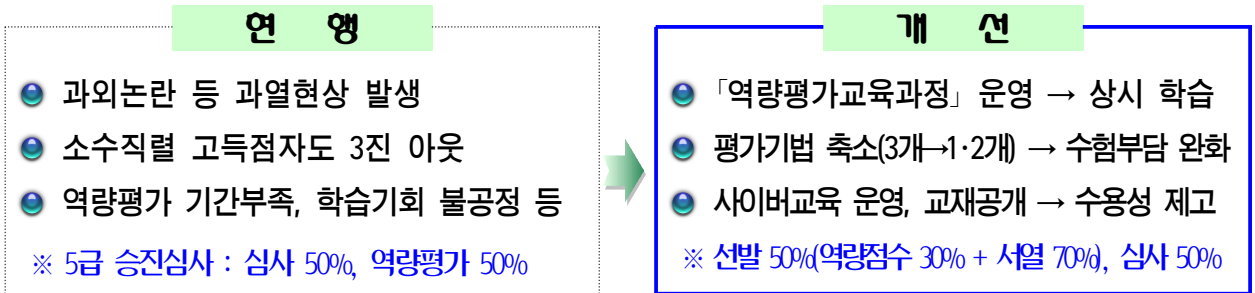 현 행
과외논란 등 과열현상 발생
소수직렬 고득점자도 3진 아웃
역량평가 기간부족, 학습기회 불공정 등
※ 5급 승진심사 : 심사 50%, 역량평가 50%
개 선
「역량평가교육과정」 운영 → 상시 학습
평가기법 축소(3개→1·2개) → 수험부담 완화
사이버교육 운영, 교재공개 → 수용성 제고
※ 선발 50%(역량점수 30% + 서열 70%), 심사 50%